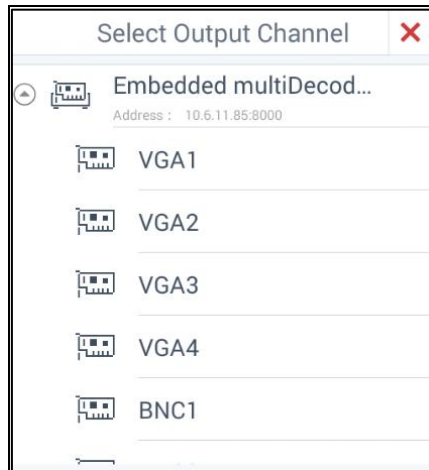 Select Output Channel
Embedded multiDecod...
Address : 10.6.11.85:8000
VGA1
VGA2
VGA3
VGA4
BNC1